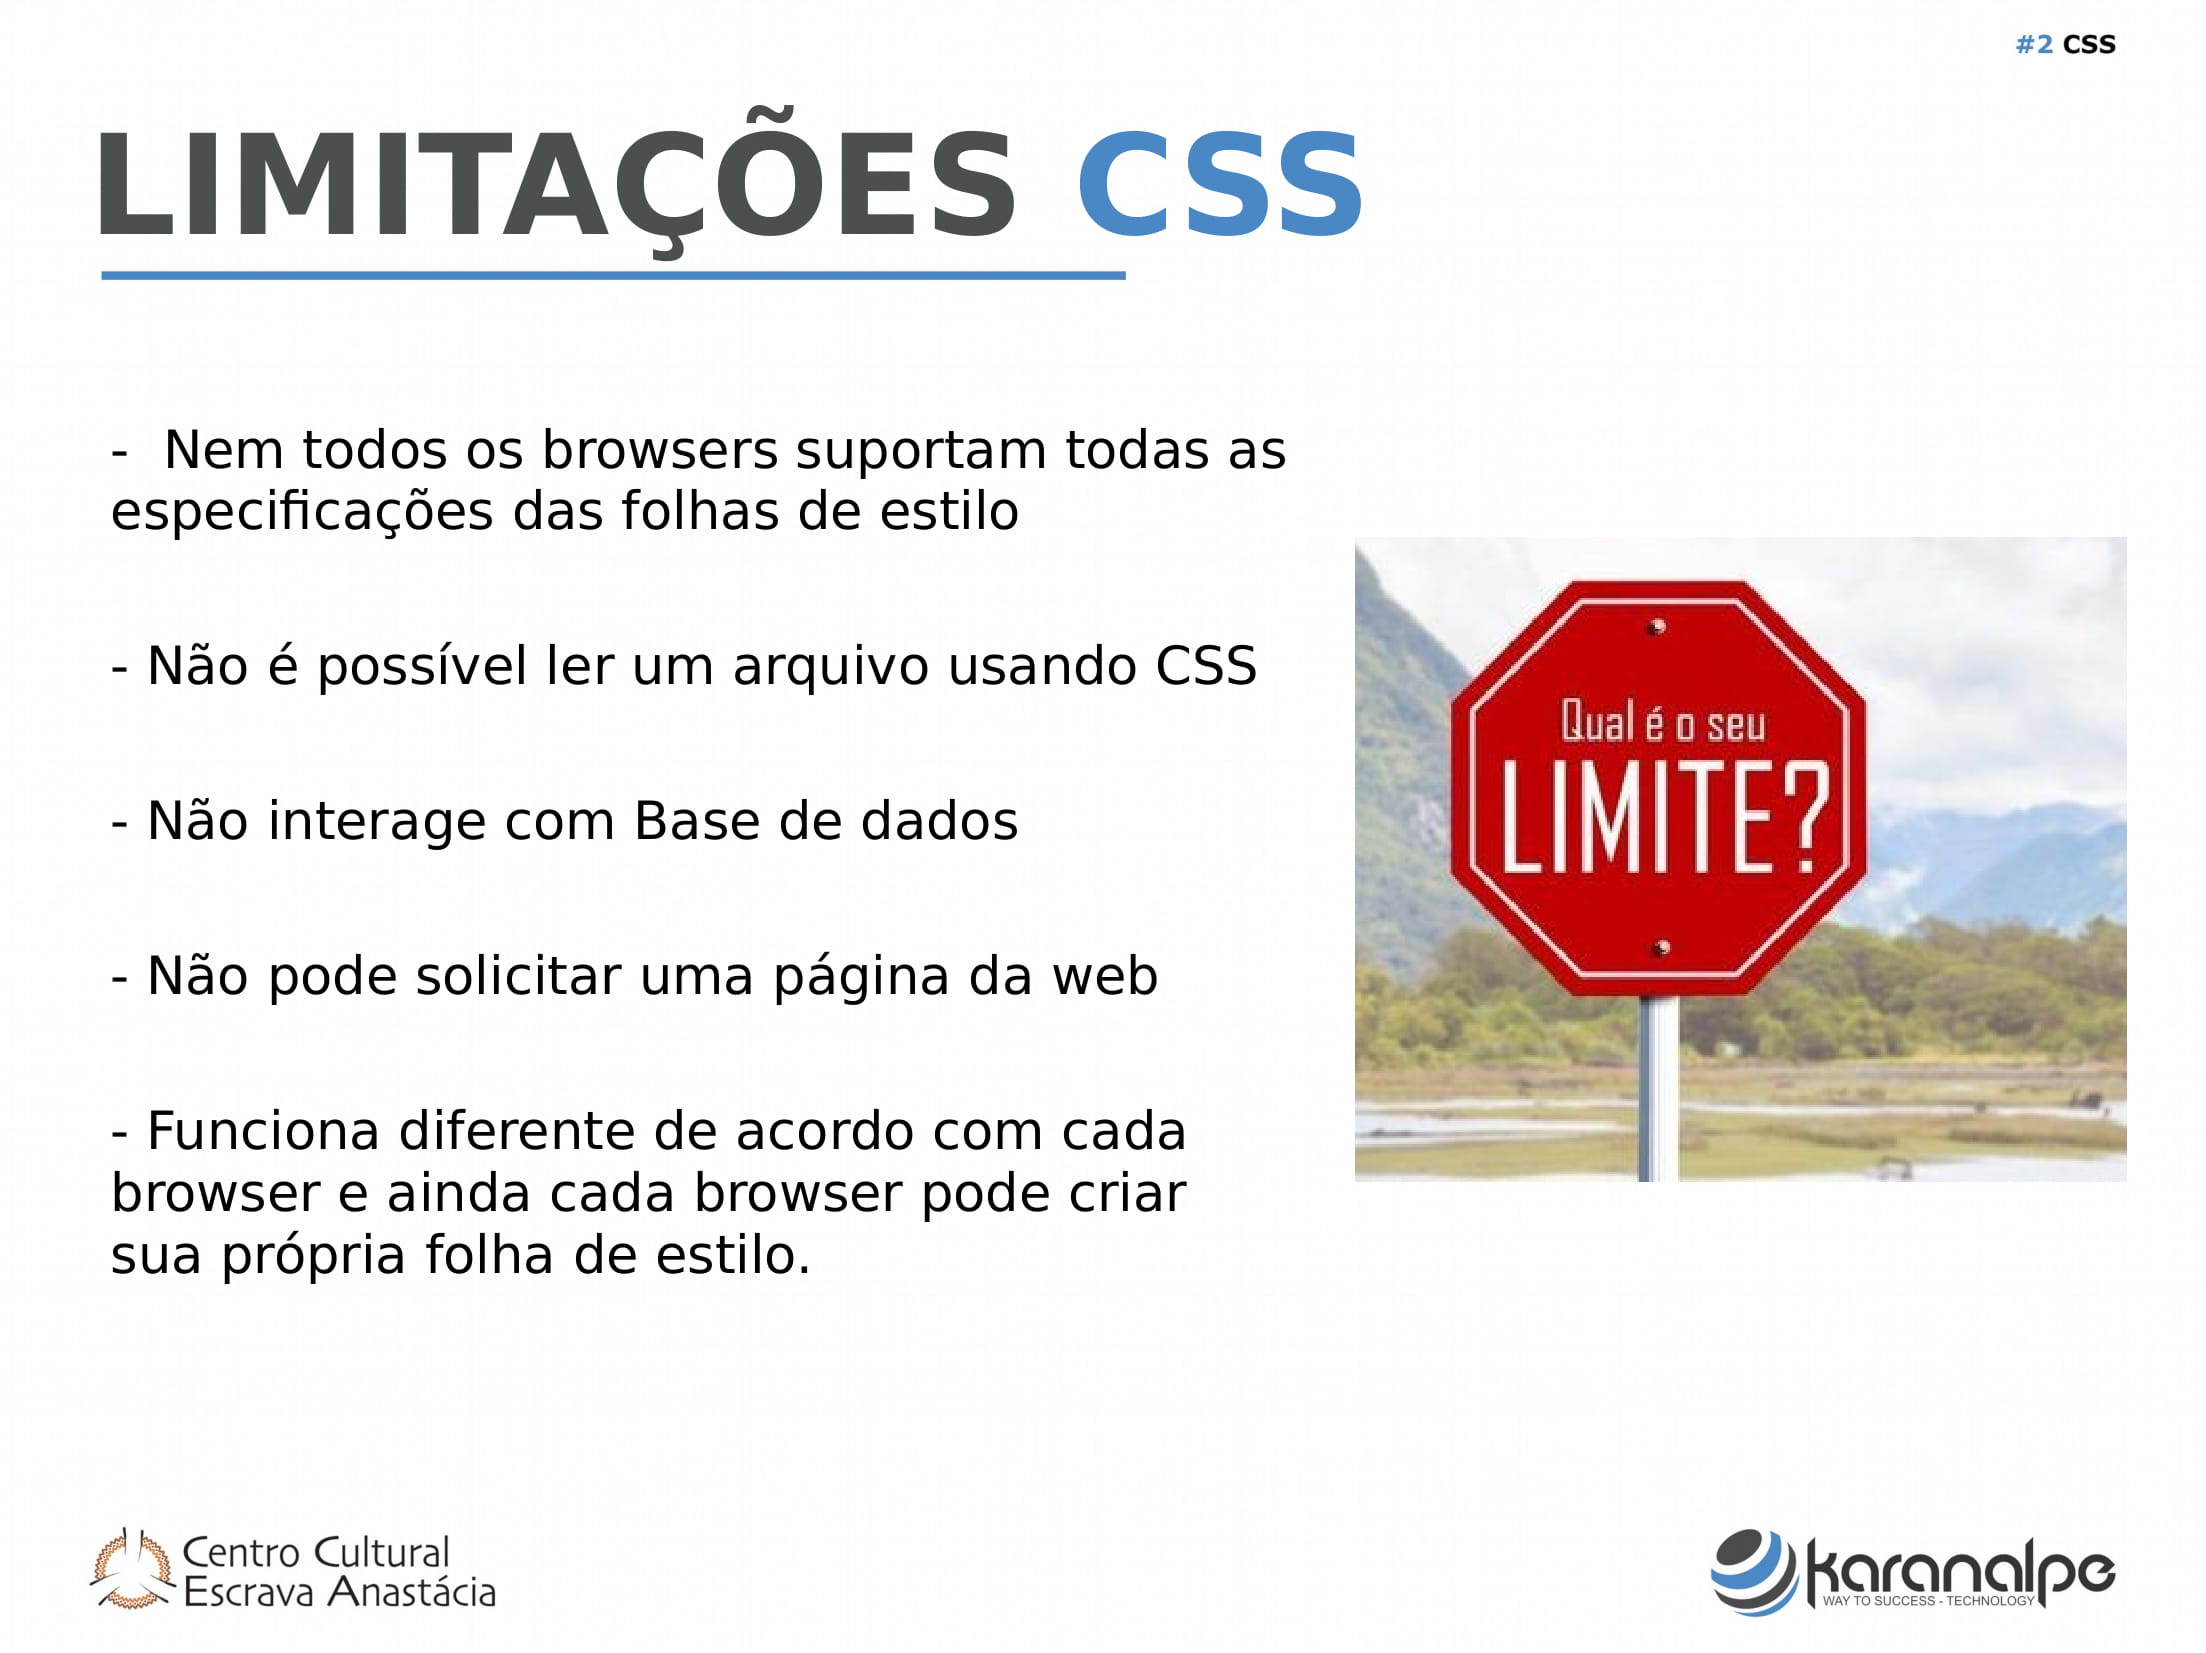 #2 CSS
LIMITAÇÕES CSS
- Nem todos os browsers suportam todas as
especificações das folhas de estilo
- Não é possível ler um arquivo usando CSS
- Não interage com Base de dados
- Não pode solicitar uma página da web
- Funciona diferente de acordo com cada
browser e ainda cada browser pode criar
sua própria folha de estilo.
Qual é o seu
LIMITE?
Centro Cultural
Escrava Anastácia
karanalpe
WAY TO SUCCESS - TECHNOLOGY